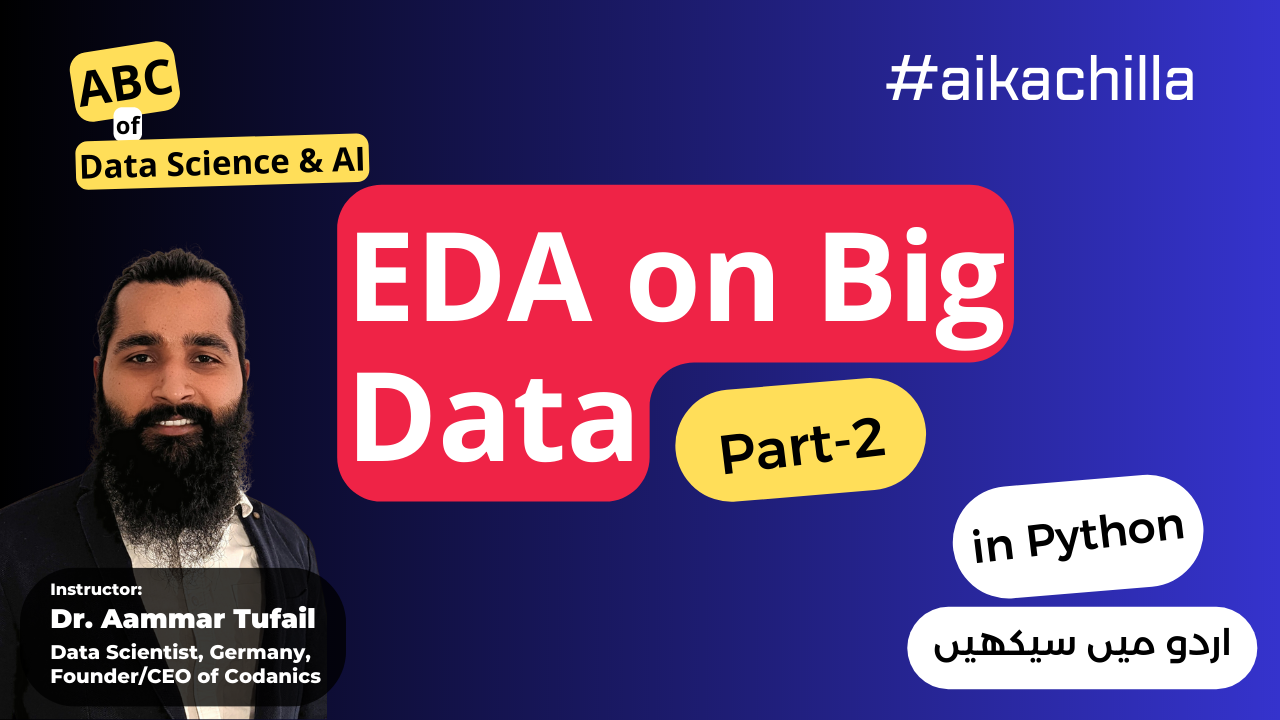 ABC
of
Data Science & AI
#aikachilla
EDA on Big
Data
Part-2
in Python
اردو میں سیکھیں
Instructor:
Dr. Aammar Tufail
Data Scientist, Germany,
Founder/CEO of Codanics